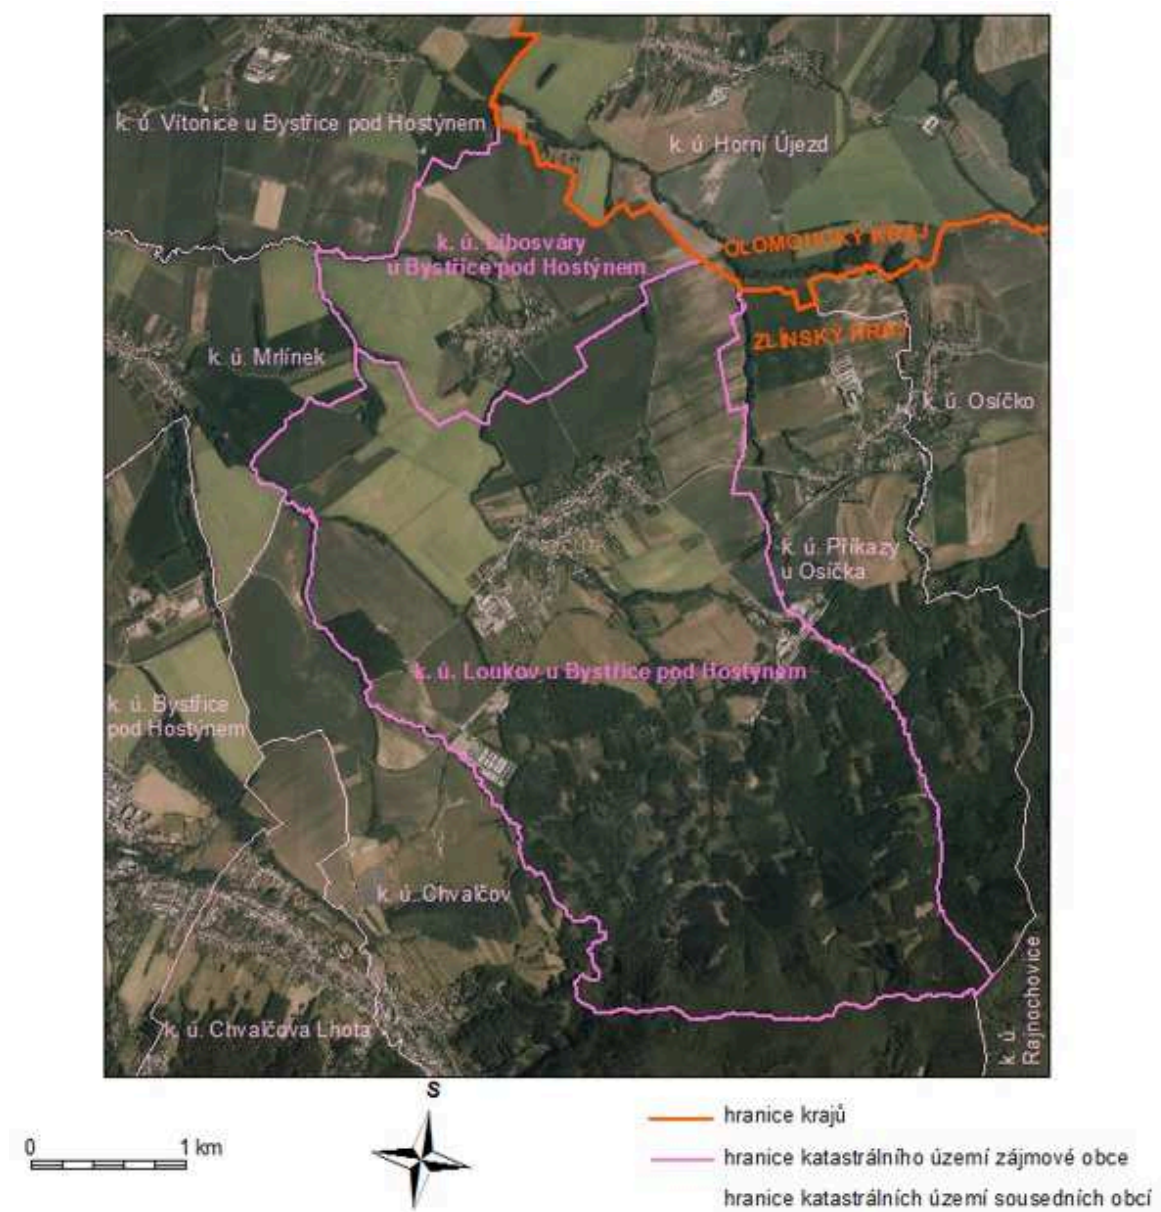 k. ú. Vítonice u Bystřice pod Hostýnem
k. ú. Horní Újezd
k. ú. Libosváry
u Bystřice pod Hostýnem
OLOMOUCKÝ KRAJ
ZLÍNSKÝ KRAJ
k. ú. Mrlínek
k. ú. Osíčko
k. ú. Příkazy
u Osíčka
k. ú. Loukov u Bystřice pod Hostýnem
k. ú. Bystřice
pod Hostýnem
k. ú. Chvalčov
k. ú. Chvalčova Lhota
k. ú.
Rajnochovice
S
0 1 km
hranice krajů
hranice katastrálního území zájmové obce
hranice katastrálních území sousedních obcí